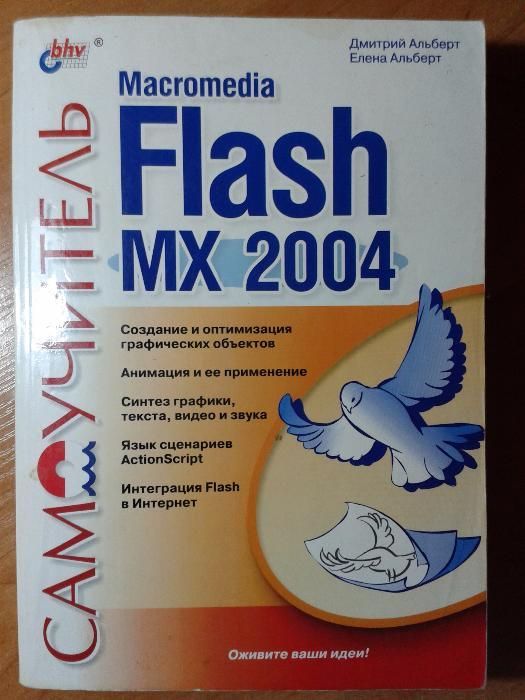 bhv ®
Дмитрий Альберт
Елена Альберт
САМОУЧИТЕЛЬ
Macromedia
Flash
MX 2004
Создание и оптимизация
графических объектов
Анимация и ее применение
Синтез графики,
текста, видео и звука
Язык сценариев
ActionScript
Интеграция Flash
в Интернет
Оживите ваши идеи!